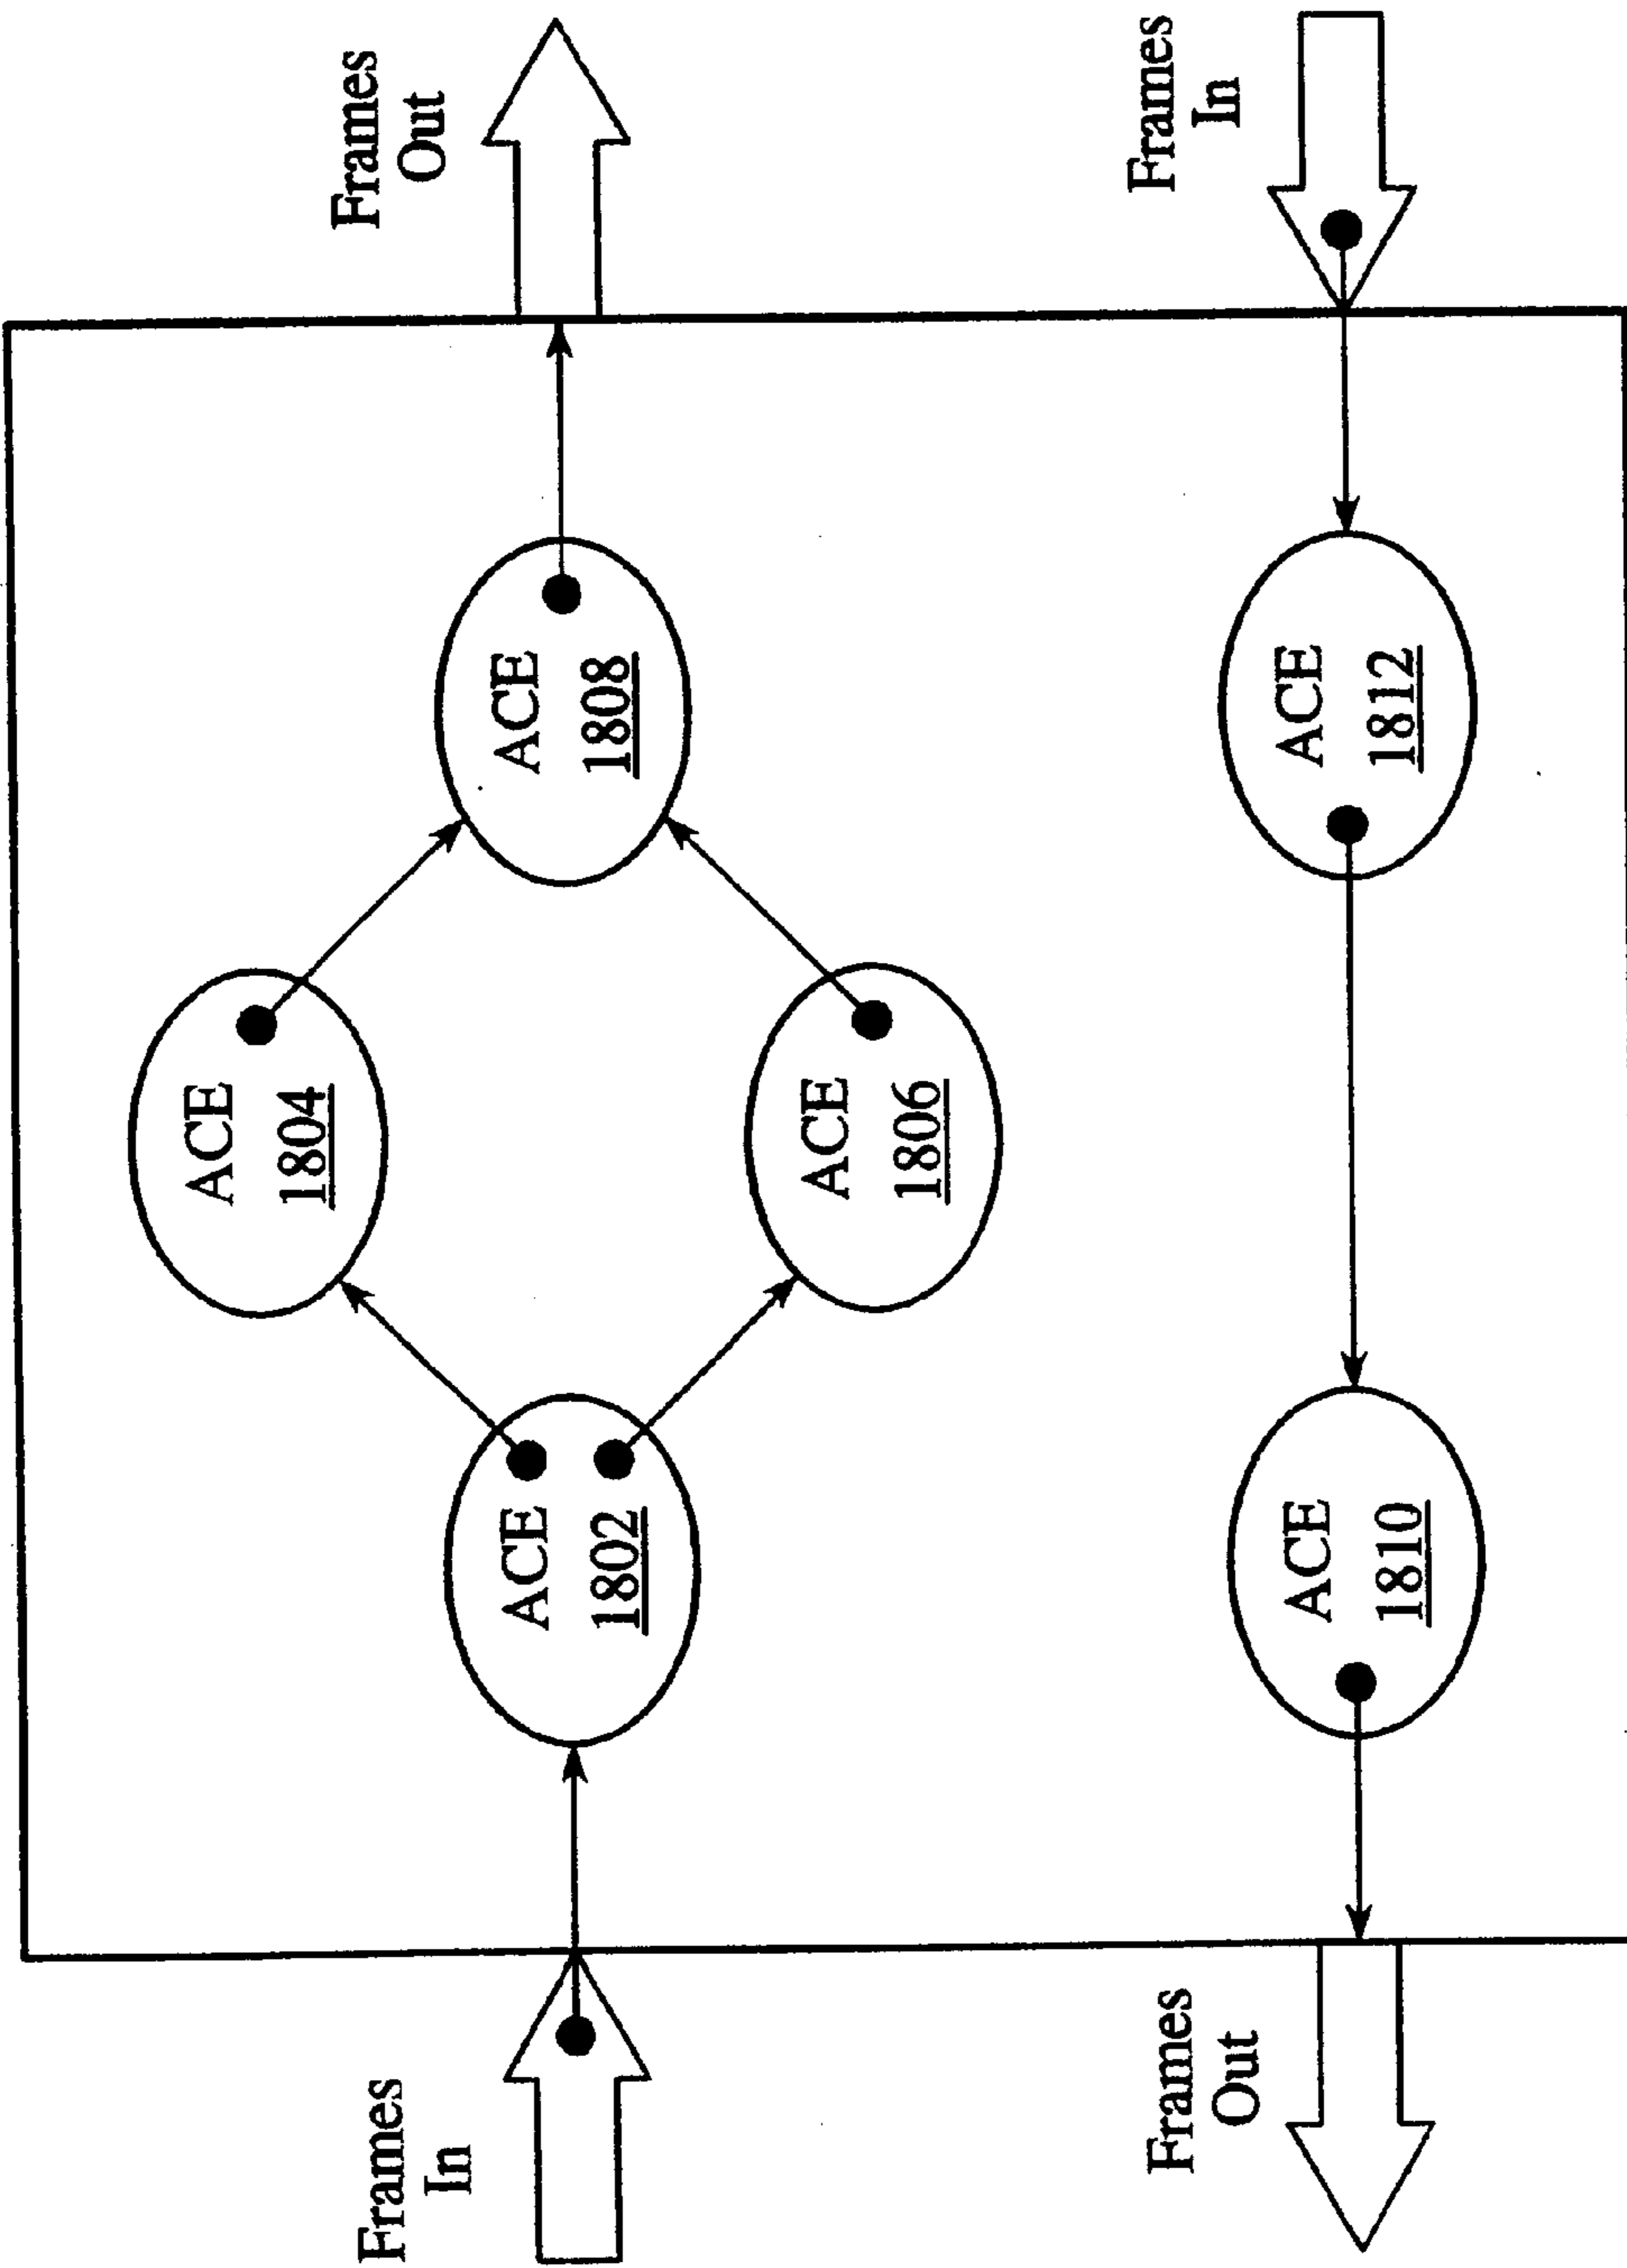 Frames
In
Frames
Out
ACE
1802
ACE
1804
ACE
1806
ACE
1808
Frames
Out
Frames
In
ACE
1810
ACE
1812